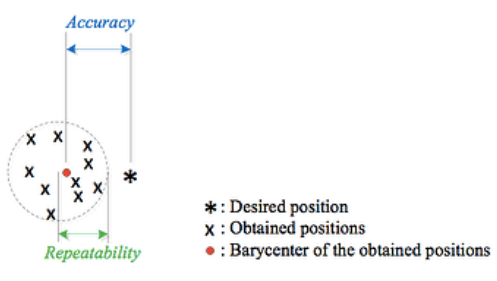 Accuracy
Repeatability
* : Desired position
x : Obtained positions
● : Barycenter of the obtained positions